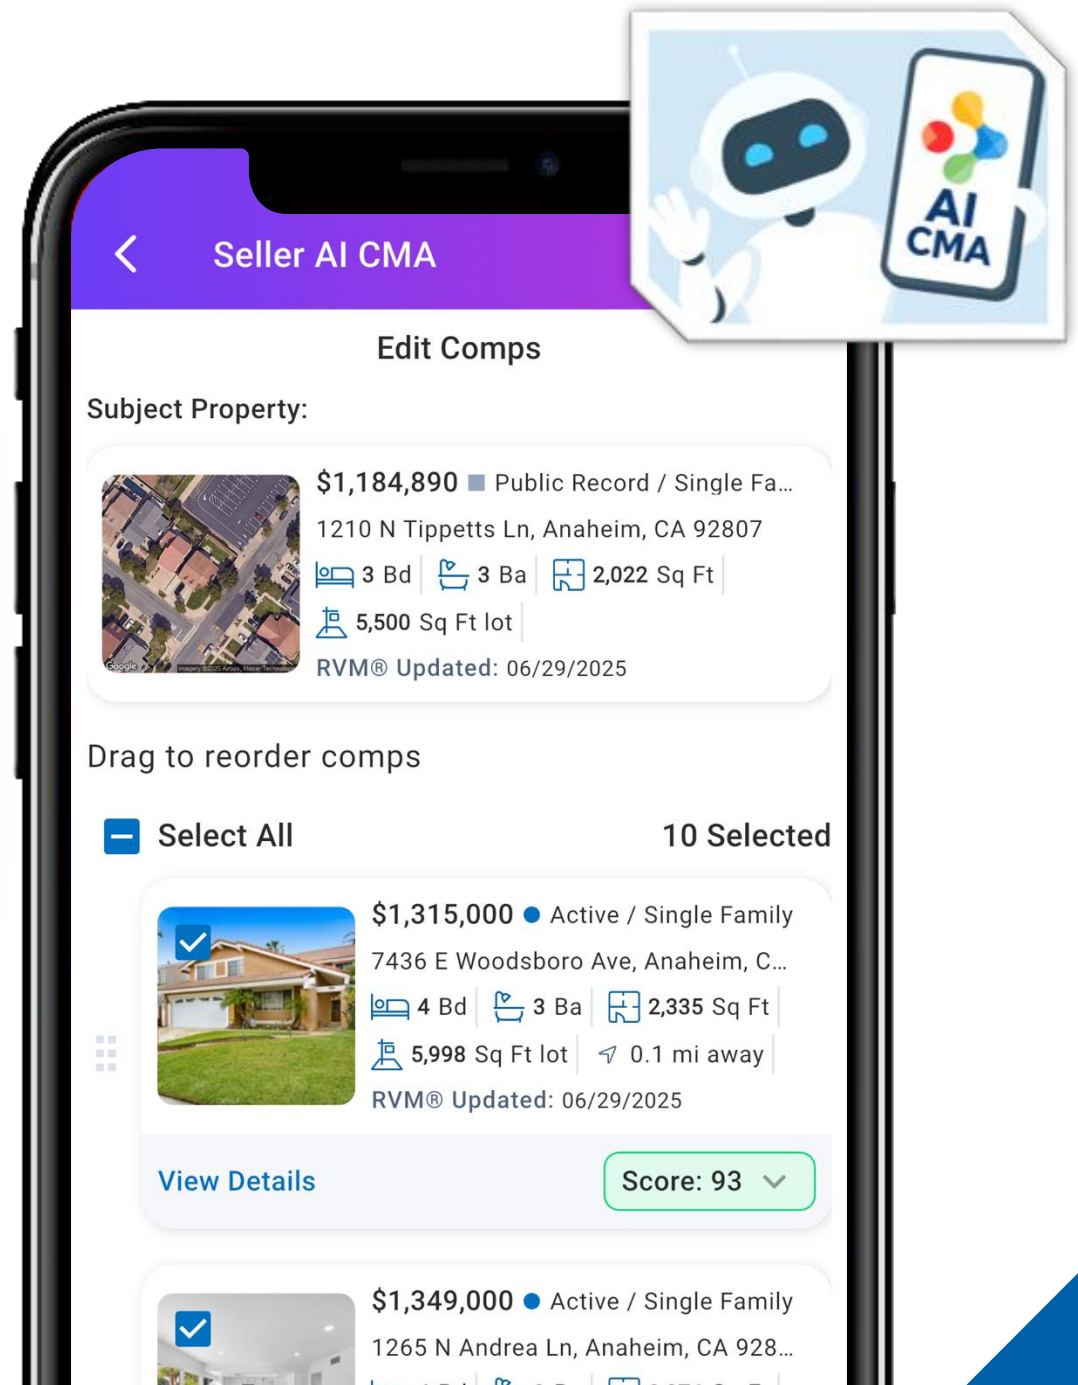 AI
CMA
Seller AI CMA
Edit Comps
Subject Property:
$1,184,890 Public Record / Single Fa...
1210 N Tippetts Ln, Anaheim, CA 92807
3 Bd 3 Ba 2,022 Sq Ft
5,500 Sq Ft lot
RVM® Updated: 06/29/2025
Google
Drag to reorder comps
Select All 10 Selected
$1,315,000 Active / Single Family
7436 E Woodsboro Ave, Anaheim, C...
4 Bd 3 Ba 2,335 Sq Ft
5,998 Sq Ft lot 0.1 mi away
RVM® Updated: 06/29/2025
View Details Score: 93
$1,349,000 Active / Single Family
1265 N Andrea Ln, Anaheim, CA 928...